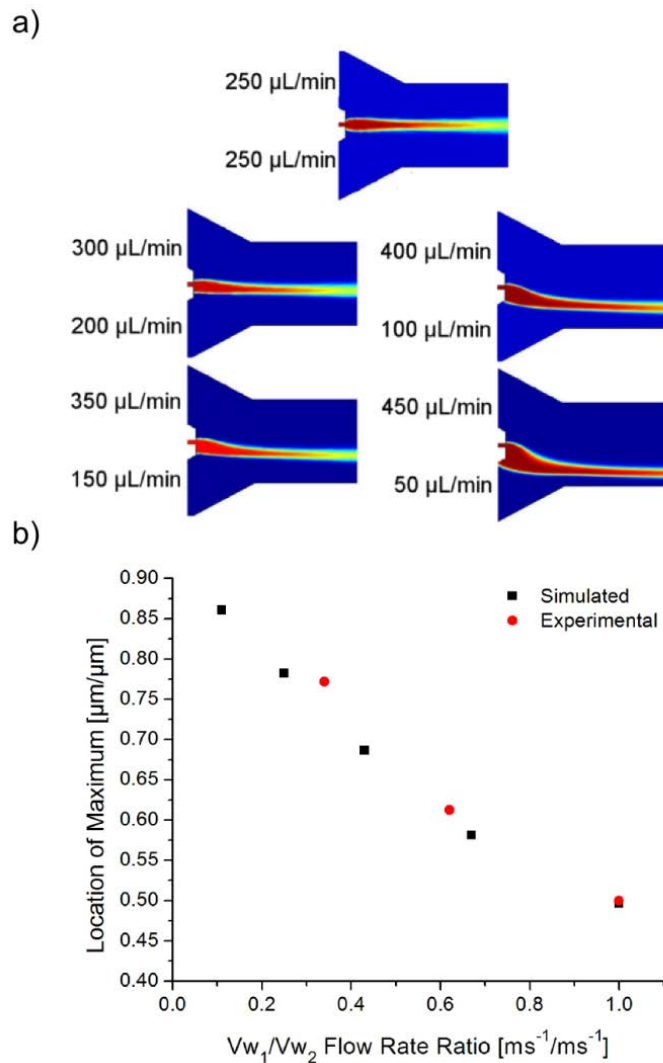 a)
250 µL/min
250 µL/min
300 µL/min
400 µL/min
200 µL/min
100 µL/min
350 µL/min
450 µL/min
150 µL/min
50 µL/min
b)
0.90
0.85
0.80
0.75
0.70
0.65
0.60
0.55
0.50
0.45
0.40
Location of Maximum [µm/µm]
Simulated
Experimental
0.0
0.2
0.4
0.6
0.8
1.0
Vw₁/Vw₂ Flow Rate Ratio [ms⁻¹/ms⁻¹]